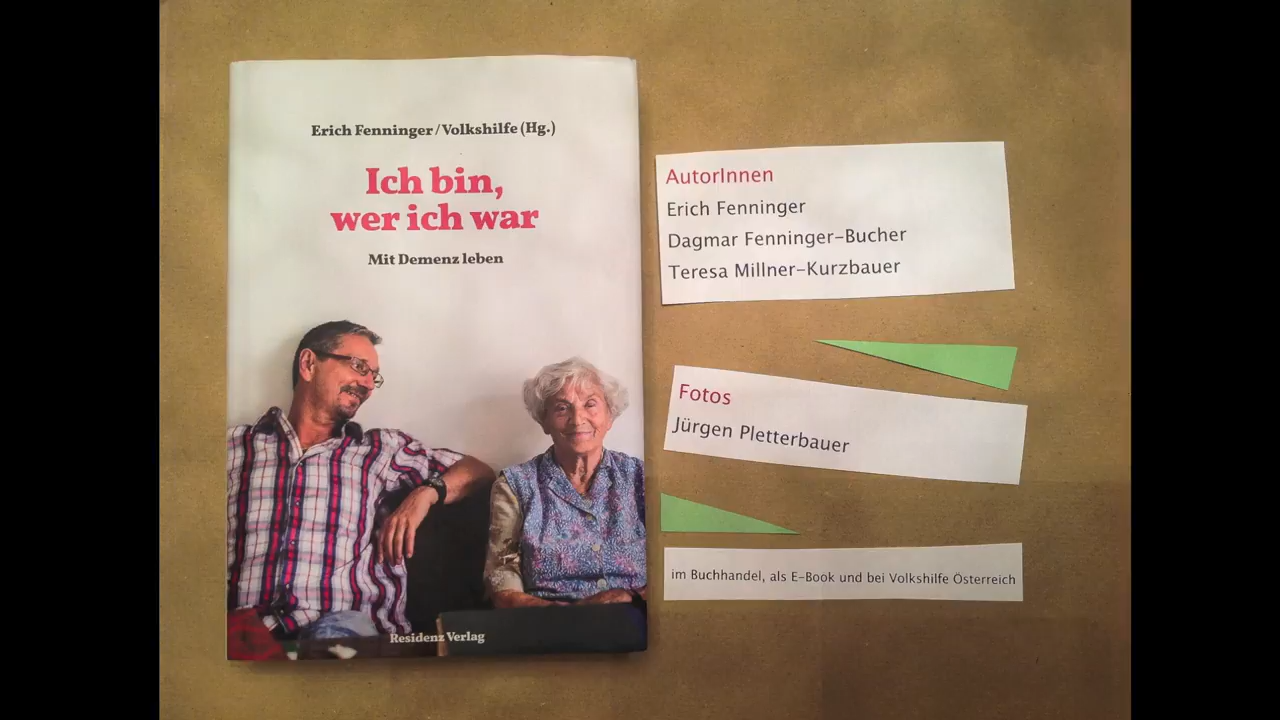 Erich Fenninger/Volkshilfe (Hg.)
Ich bin,
wer ich war
Mit Demenz leben
Residenz Verlag
AutorInnen
Erich Fenninger
Dagmar Fenninger-Bucher
Teresa Millner-Kurzbauer
Fotos
Jürgen Pletterbauer
im Buchhandel, als E-Book und bei Volkshilfe Österreich